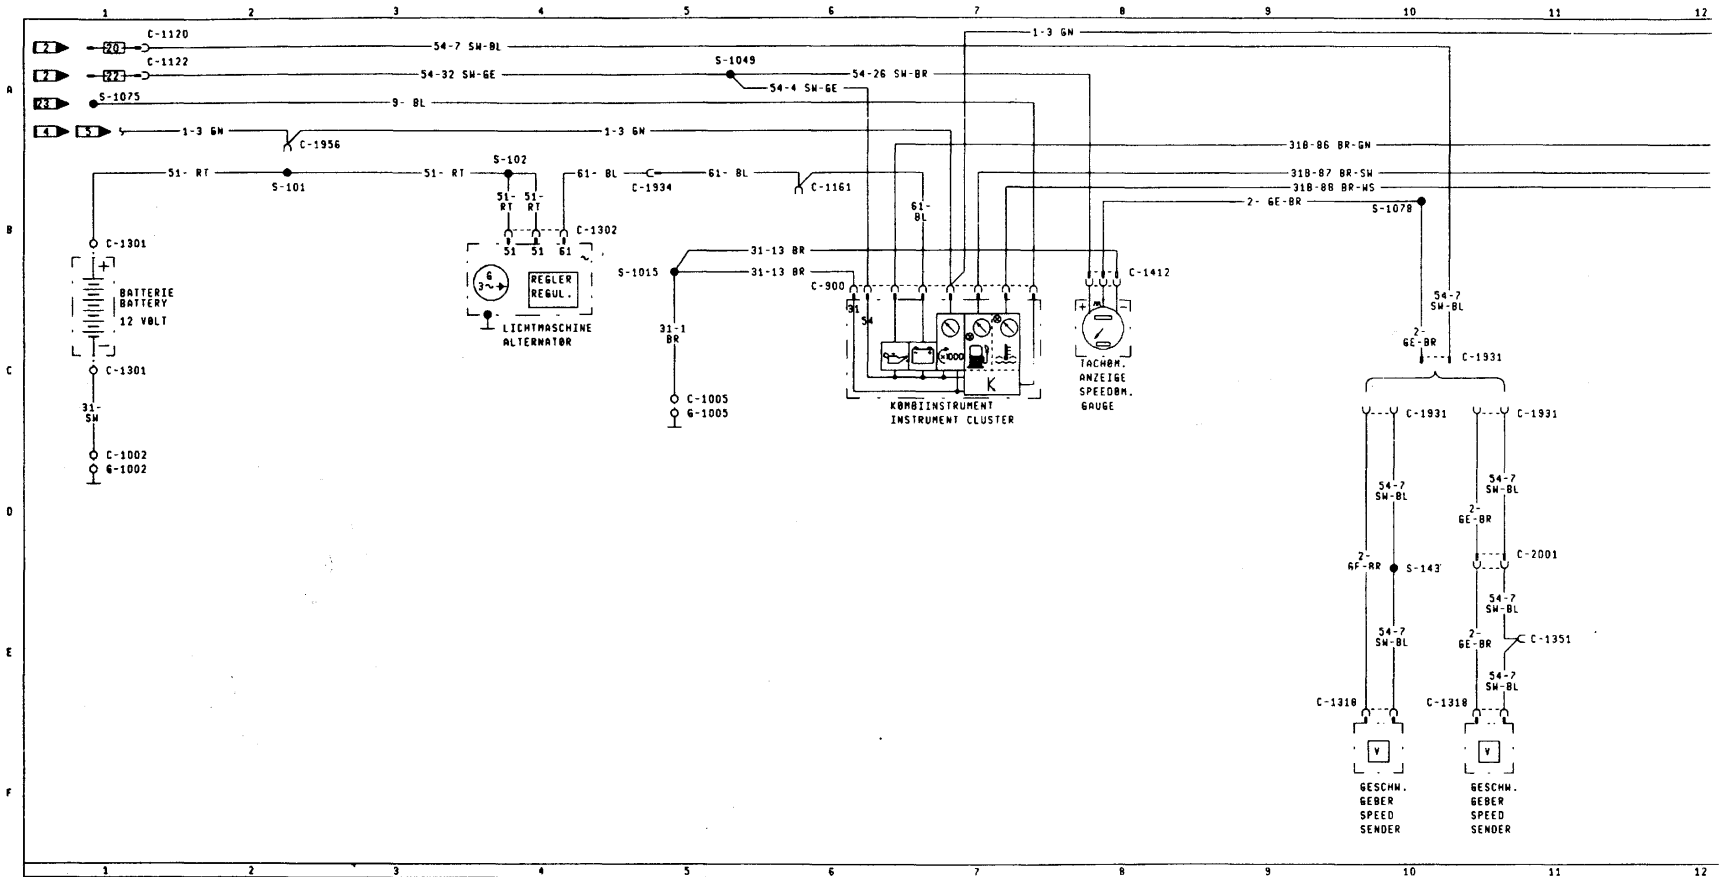 1 2 3 4 5 6 7 8 9 10 11 12
A
B
C
D
E
F
2
20
C-1120
54-7 SW-BL
1-3 GN
2
22
C-1122
54-32 SW-GE
S-1049
54-26 SW-BR
54-4 SW-GE
23
S-1075
9- BL
4
5
1-3 GN
C-1956
1-3 GN
31B-86 BR-GN
51- RT
S-101
51- RT
S-102
61- BL
C-1934
61- BL
C-1161
31B-87 BR-SW
31B-88 BR-WS
2- GE-BR
S-1078
51-
RT
51-
RT
61-
BL
C-1301
C-1302
51 51 61
31-13 BR
S-1015
31-13 BR
C-900
C-1412
+
BATTERIE
BATTERY
12 VOLT
-
G
3~
REGLER
REGUL.
~
LICHTMASCHINE
ALTERNATOR
31
54
×1000
K
KOMBIINSTRUMENT
INSTRUMENT CLUSTER
+
-
TACHOM.
ANZEIGE
SPEEDOM.
GAUGE
54-7
SW-BL
2-
GE-BR
C-1931
31-1
BR
C-1301
31-
SW
C-1005
G-1005
C-1002
G-1002
C-1931
C-1931
54-7
SW-BL
54-7
SW-BL
2-
GE-BR
2-
GE-BR
S-143
C-2001
54-7
SW-BL
54-7
SW-BL
2-
GE-BR
C-1351
54-7
SW-BL
C-1318
C-1318
V
V
GESCHW.
GEBER
SPEED
SENDER
GESCHW.
GEBER
SPEED
SENDER
1 2 3 4 5 6 7 8 9 10 11 12